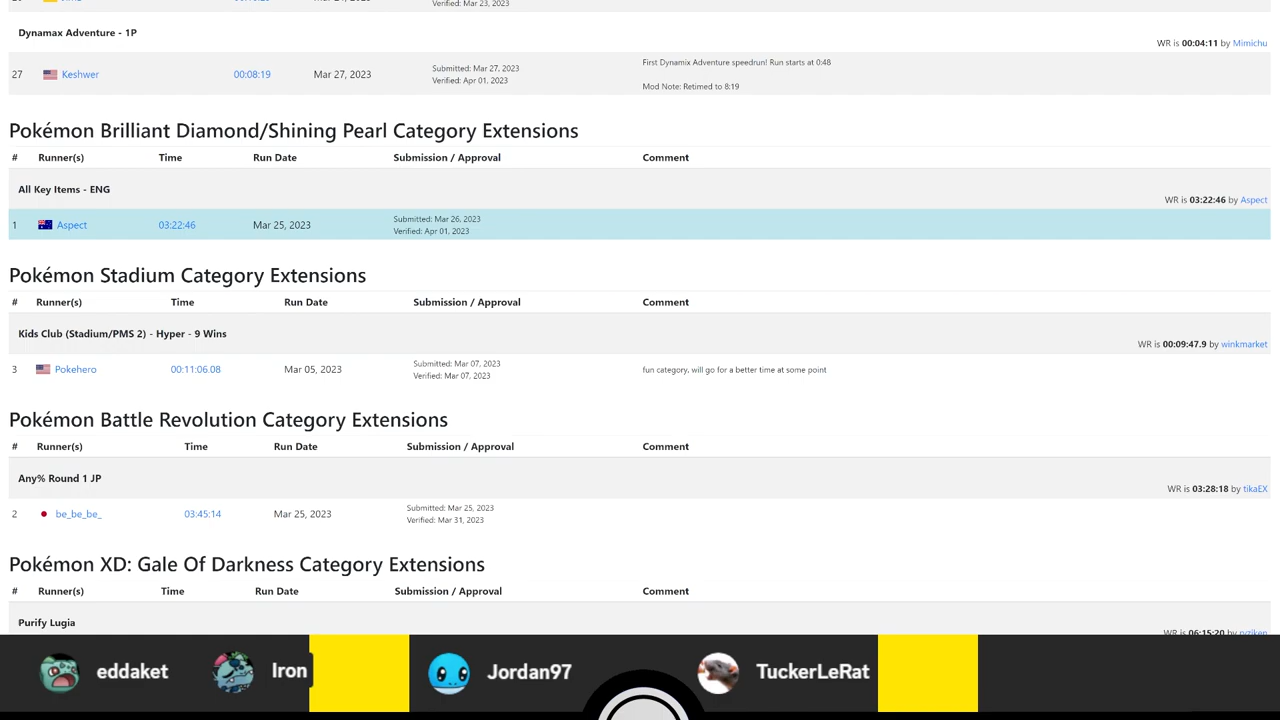 Verified: Mar 23, 2023
Dynamax Adventure - 1P
WR is 00:04:11 by Mimichu
27 Keshwer 00:08:19 Mar 27, 2023 Submitted: Mar 27, 2023
Verified: Apr 01, 2023
First Dynamix Adventure speedrun! Run starts at 0:48
Mod Note: Retimed to 8:19
Pokémon Brilliant Diamond/Shining Pearl Category Extensions
# Runner(s) Time Run Date Submission / Approval Comment
All Key Items - ENG
WR is 03:22:46 by Aspect
1 Aspect 03:22:46 Mar 25, 2023 Submitted: Mar 26, 2023
Verified: Apr 01, 2023
Pokémon Stadium Category Extensions
# Runner(s) Time Run Date Submission / Approval Comment
Kids Club (Stadium/PMS 2) - Hyper - 9 Wins
WR is 00:09:47.9 by winkmarket
3 Pokehero 00:11:06.08 Mar 05, 2023 Submitted: Mar 07, 2023
Verified: Mar 07, 2023
fun category, will go for a better time at some point
Pokémon Battle Revolution Category Extensions
# Runner(s) Time Run Date Submission / Approval Comment
Any% Round 1 JP
WR is 03:28:18 by tikaEX
2 be_be_be_ 03:45:14 Mar 25, 2023 Submitted: Mar 25, 2023
Verified: Mar 31, 2023
Pokémon XD: Gale Of Darkness Category Extensions
# Runner(s) Time Run Date Submission / Approval Comment
Purify Lugia
WR is 06:15:20 by
eddaket Iron Jordan97 TuckerLeRat